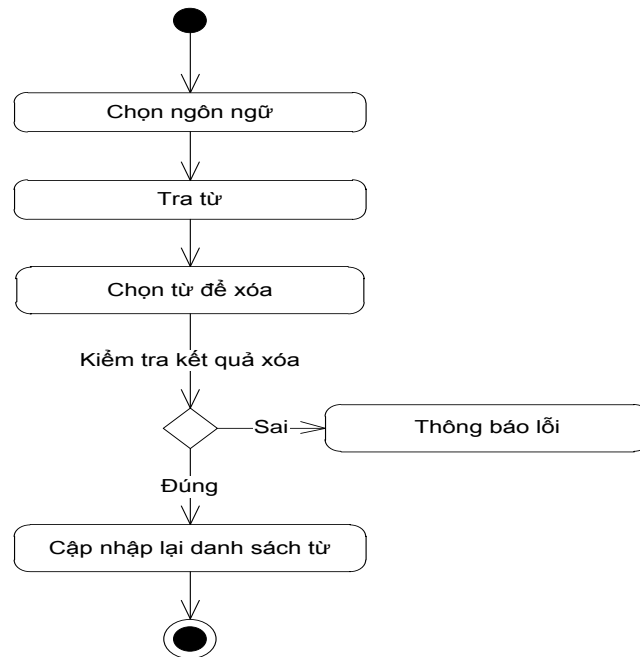 Chọn ngôn ngữ
Tra từ
Chọn từ để xóa
Kiểm tra kết quả xóa
Sai
Thông báo lỗi
Đúng
Cập nhập lại danh sách từ